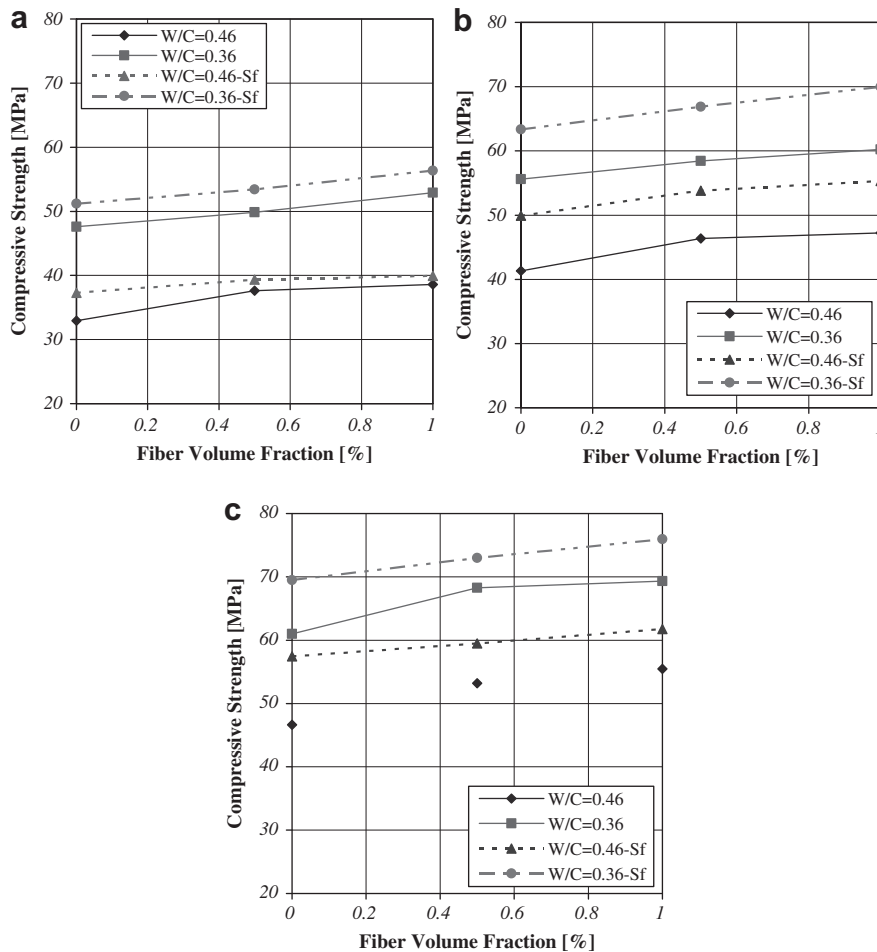 a
80
70
60
50
40
30
20
Compressive Strength [MPa]
W/C=0.46
W/C=0.36
W/C=0.46-Sf
W/C=0.36-Sf
0
0.2
0.4
0.6
0.8
1
Fiber Volume Fraction [%]
b
80
70
60
50
40
30
20
Compressive Strength [MPa]
W/C=0.46
W/C=0.36
W/C=0.46-Sf
W/C=0.36-Sf
0
0.2
0.4
0.6
0.8
Fiber Volume Fraction [%]
c
80
70
60
50
40
30
20
Compressive Strength [MPa]
W/C=0.46
W/C=0.36
W/C=0.46-Sf
W/C=0.36-Sf
0
0.2
0.4
0.6
0.8
1
Fiber Volume Fraction [%]